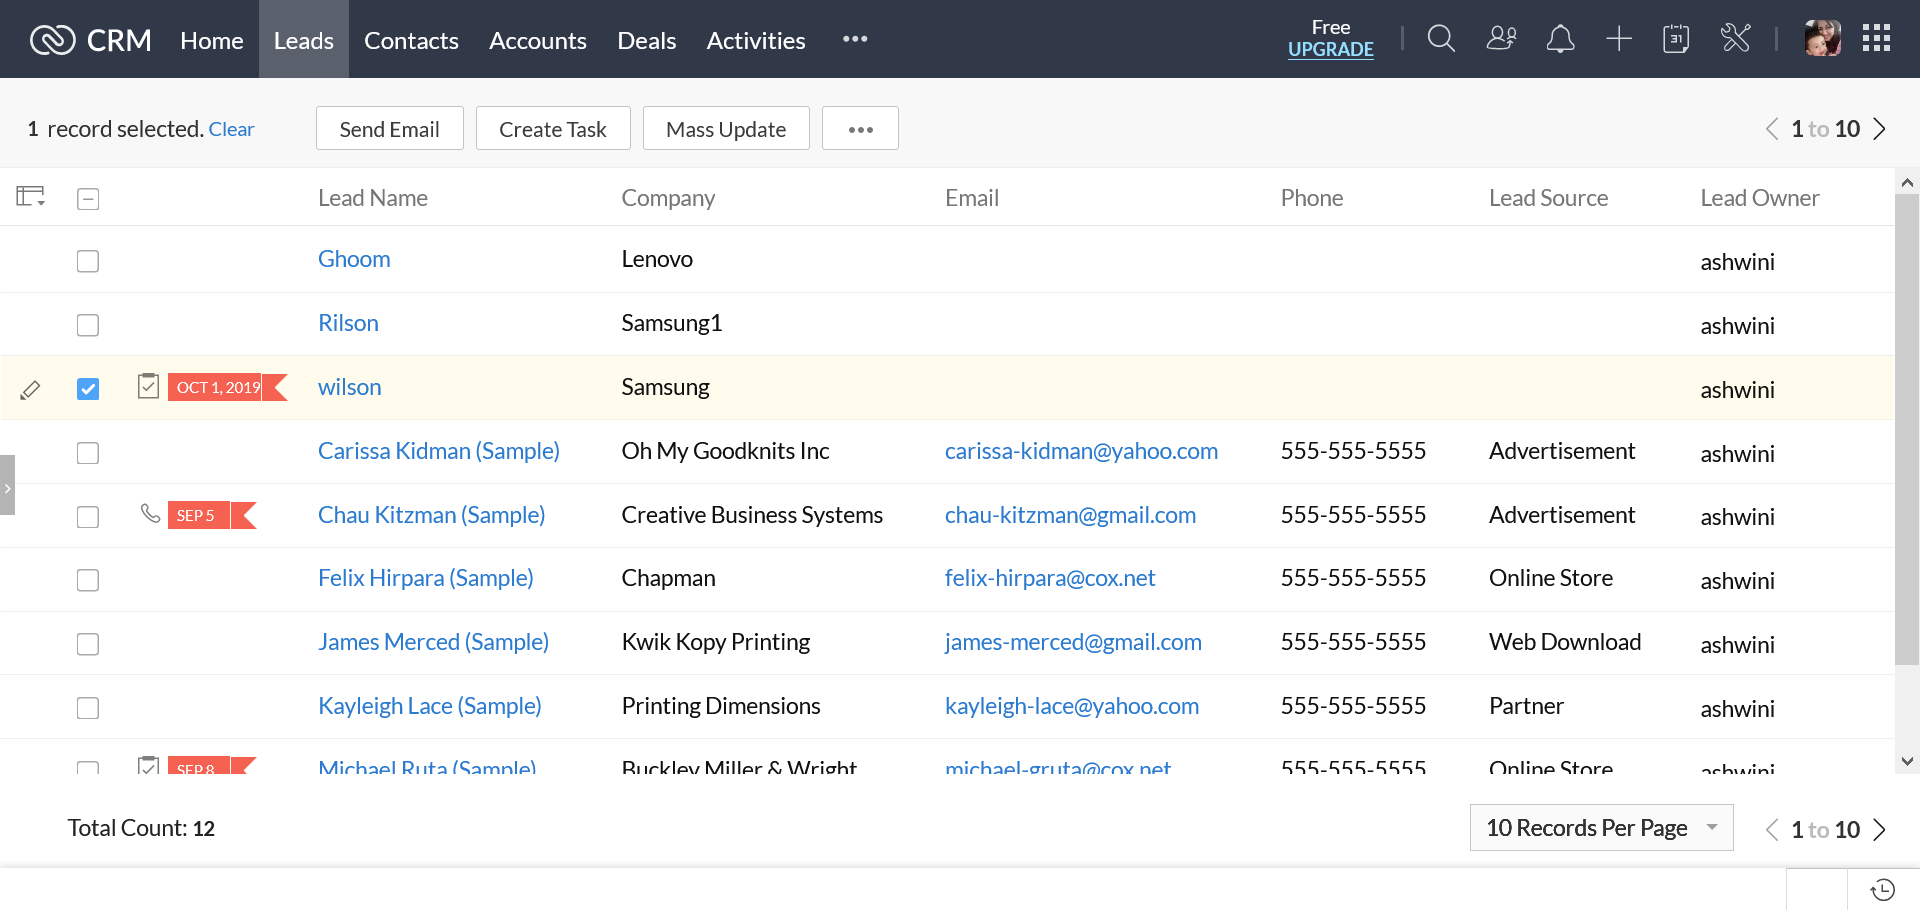 CRM Home Leads Contacts Accounts Deals Activities ••• Free
UPGRADE 31
1 record selected. Clear Send Email Create Task Mass Update ••• 1 to 10
Lead Name Company Email Phone Lead Source Lead Owner
Ghoom Lenovo ashwini
Rilson Samsung1 ashwini
OCT 1, 2019 wilson Samsung ashwini
Carissa Kidman (Sample) Oh My Goodknits Inc carissa-kidman@yahoo.com 555-555-5555 Advertisement ashwini
SEP 5 Chau Kitzman (Sample) Creative Business Systems chau-kitzman@gmail.com 555-555-5555 Advertisement ashwini
Felix Hirpara (Sample) Chapman felix-hirpara@cox.net 555-555-5555 Online Store ashwini
James Merced (Sample) Kwik Kopy Printing james-merced@gmail.com 555-555-5555 Web Download ashwini
Kayleigh Lace (Sample) Printing Dimensions kayleigh-lace@yahoo.com 555-555-5555 Partner ashwini
SEP 8 Michael Ruta (Sample) Buckley Miller & Wright michael-gruta@cox.net 555-555-5555 Online Store ashwini
Total Count: 12 10 Records Per Page 1 to 10